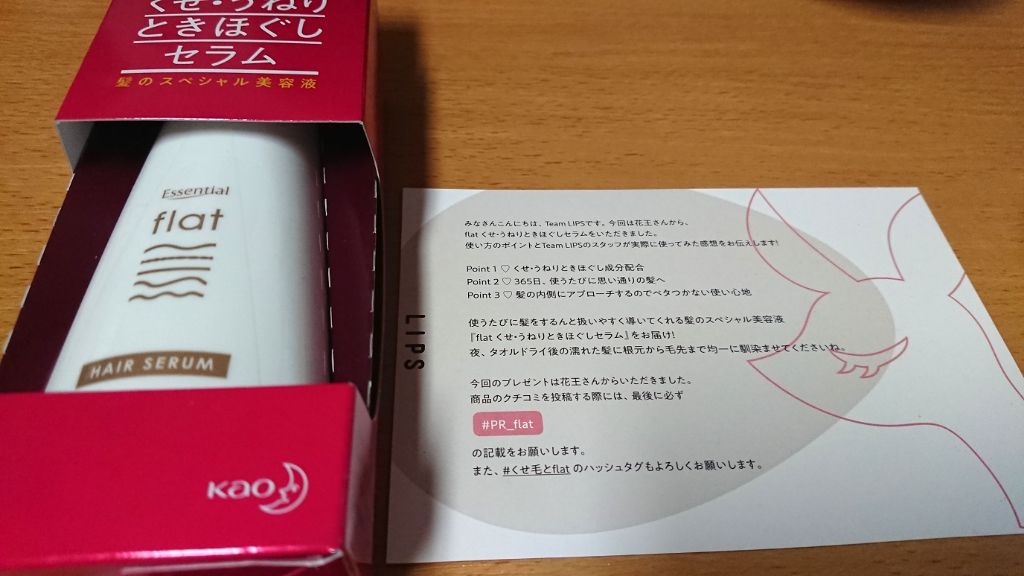 くせ・うねり
ときほぐし
セラム
髪のスペシャル美容液
Essential
flat
HAIR SERUM
Kao
LIPS
みなさんこんにちは、Team LIPSです。今回は花王さんから、
flat くせ・うねりときほぐしセラムをいただきました。
使い方のポイントとTeam LIPSのスタッフが実際に使ってみた感想をお伝えします!
Point 1 ♡ くせ・うねりときほぐし成分配合
Point 2 ♡ 365日、使うたびに思い通りの髪へ
Point 3 ♡ 髪の内側にアプローチするのでベタつかない使い心地
使うたびに髪をするんと扱いやすく導いてくれる髪のスペシャル美容液
『flat くせ・うねりときほぐしセラム』をお届け!
夜、タオルドライ後の濡れた髪に根元から毛先まで均一に馴染ませてくださいね。
今回のプレゼントは花王さんからいただきました。
商品のクチコミを投稿する際には、最後に必ず
#PR_flat
の記載をお願いします。
また、#くせ毛とflat のハッシュタグもよろしくお願いします。